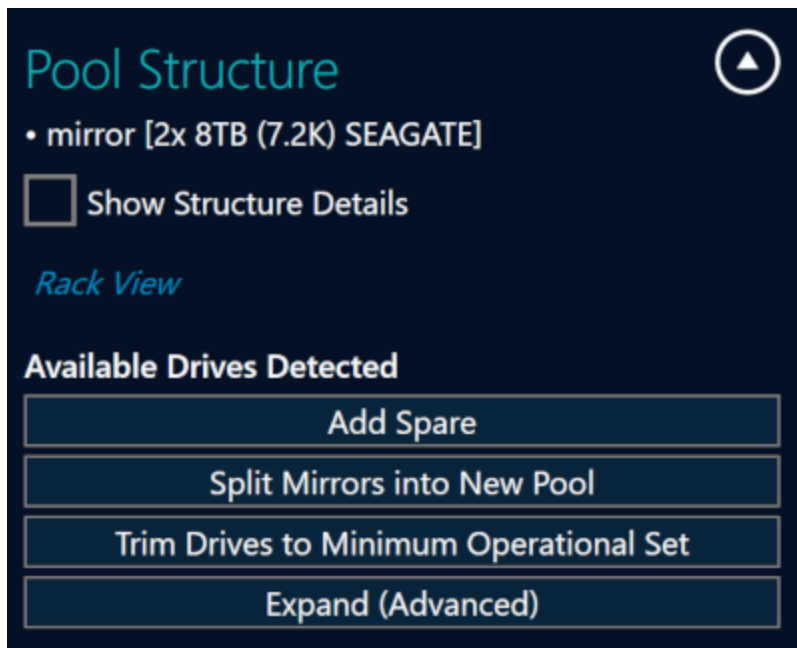 Pool Structure
• mirror [2x 8TB (7.2K) SEAGATE]
Show Structure Details
Rack View
Available Drives Detected
Add Spare
Split Mirrors into New Pool
Trim Drives to Minimum Operational Set
Expand (Advanced)